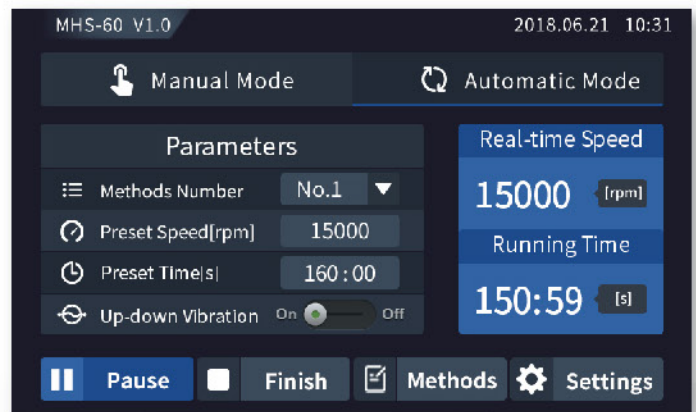 MHS-60 V1.0
2018.06.21 10:31
Manual Mode
Automatic Mode
Parameters
Methods Number No.1
Preset Speed[rpm] 15000
Preset Time|s| 160:00
Up-down Vibration On Off
Real-time Speed
15000 [rpm]
Running Time
150:59 [s]
Pause
Finish
Methods
Settings